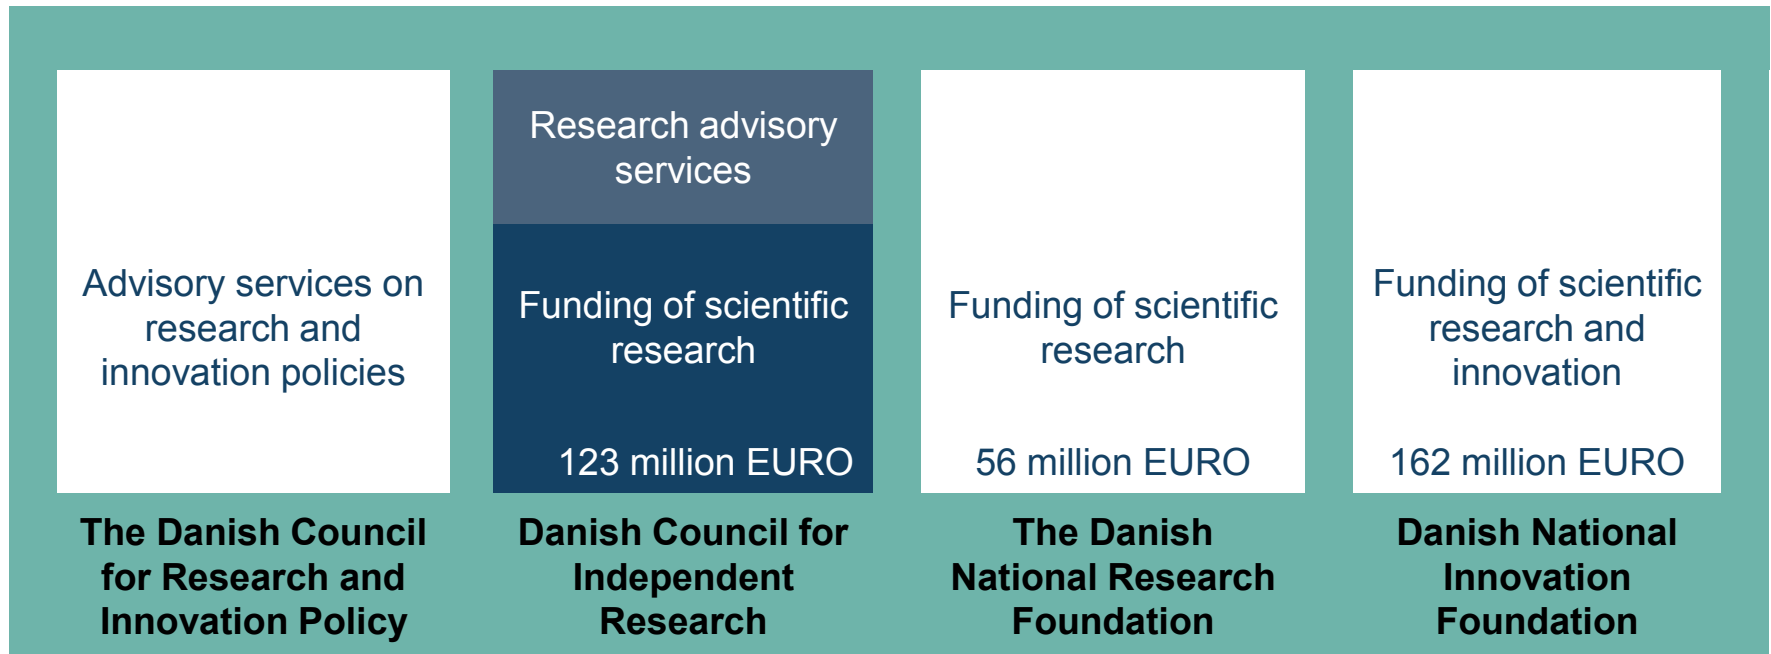 Advisory services on
research and
innovation policies
The Danish Council
for Research and
Innovation Policy
Research advisory
services
Funding of scientific
research
123 million EURO
Danish Council for
Independent
Research
Funding of scientific
research
56 million EURO
The Danish
National Research
Foundation
Funding of scientific
research and
innovation
162 million EURO
Danish National
Innovation
Foundation